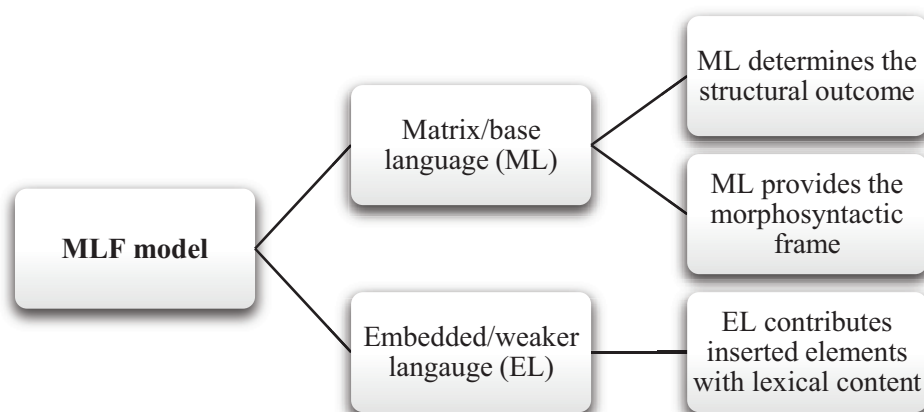 MLF model
Matrix/base
language (ML)
ML determines the
structural outcome
ML provides the
morphosyntactic
frame
Embedded/weaker
langauge (EL)
EL contributes
inserted elements
with lexical content